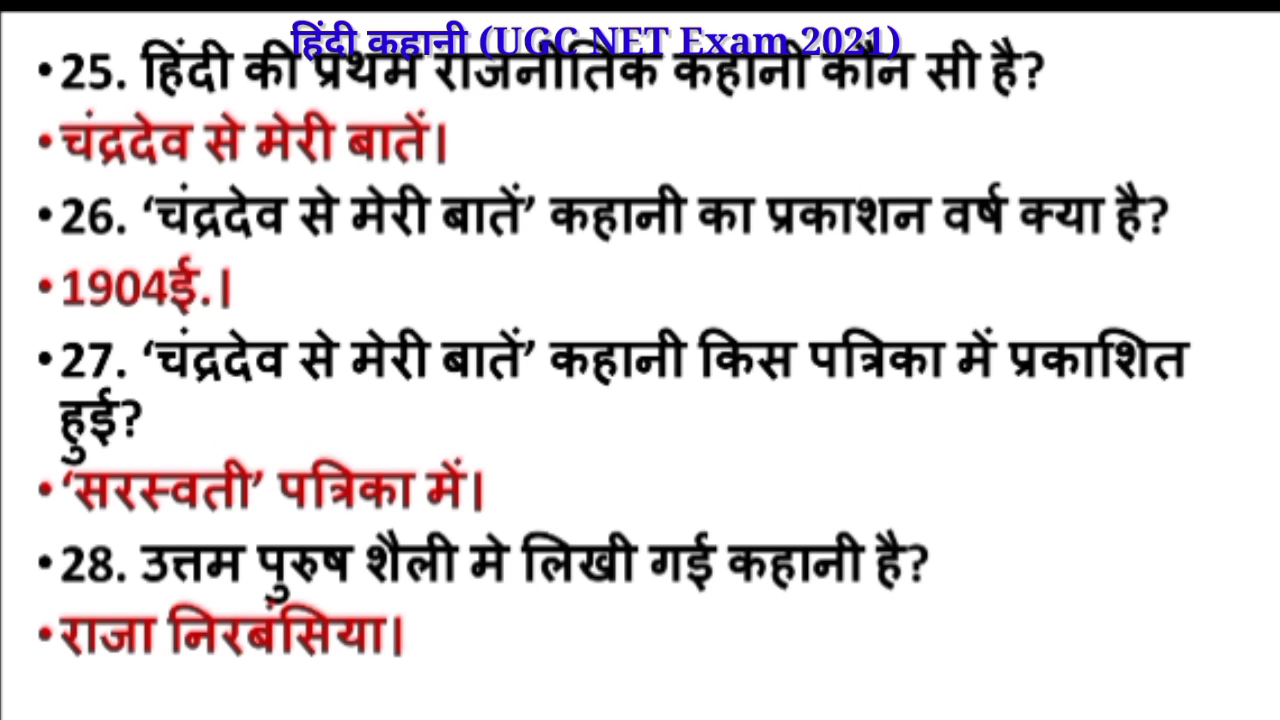 हिंदी कहानी (UGC NET Exam 2021)
•25. हिंदी की प्रथम राजनीतिक कहानी कौन सी है?
•चंद्रदेव से मेरी बातें।
•26. ‘चंद्रदेव से मेरी बातें’ कहानी का प्रकाशन वर्ष क्या है?
•1904ई.।
•27. ‘चंद्रदेव से मेरी बातें’ कहानी किस पत्रिका में प्रकाशित
हुई?
•‘सरस्वती’ पत्रिका में।
•28. उत्तम पुरुष शैली मे लिखी गई कहानी है?
•राजा निरबंसिया।